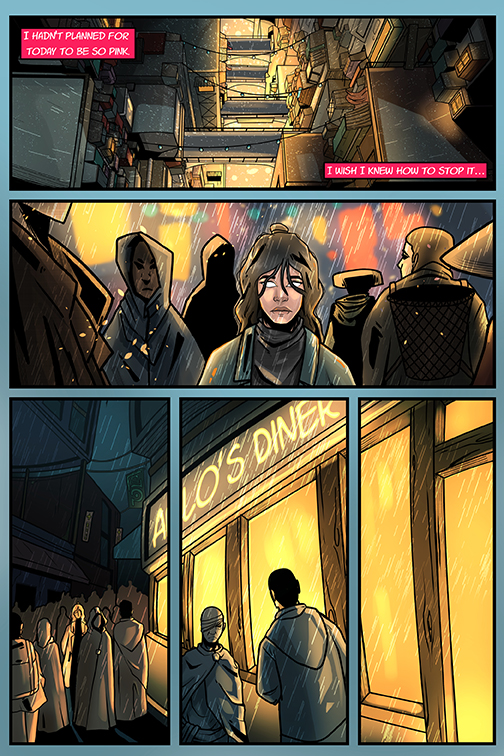 I HADN'T PLANNED FOR
TODAY TO BE SO PINK.
I WISH I KNEW HOW TO STOP IT...
LO'S DINER